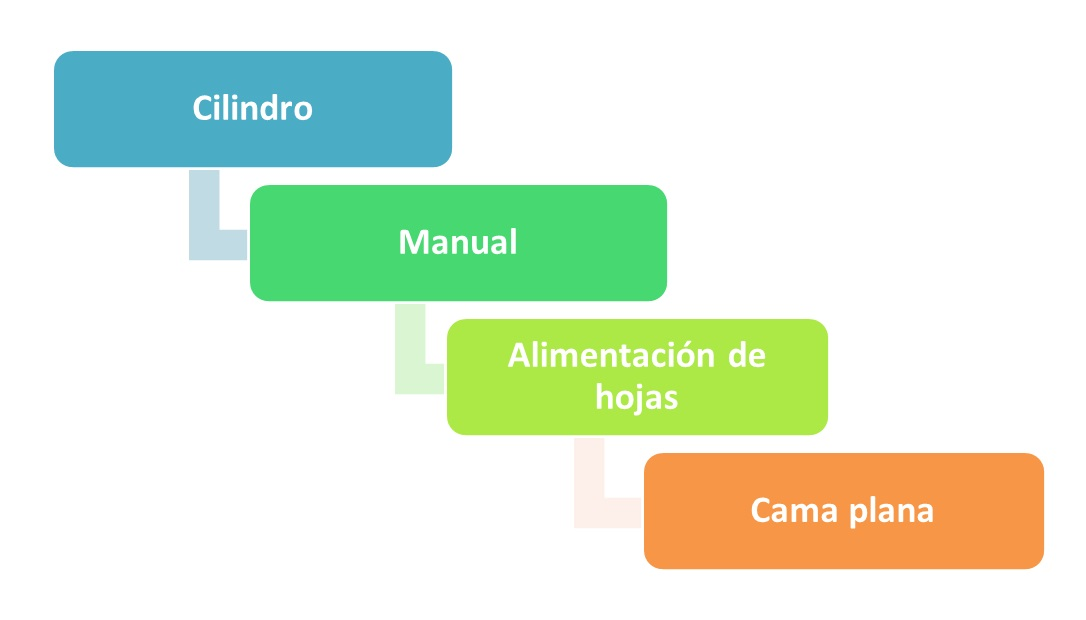 Cilindro
Manual
Alimentación de
hojas
Cama plana